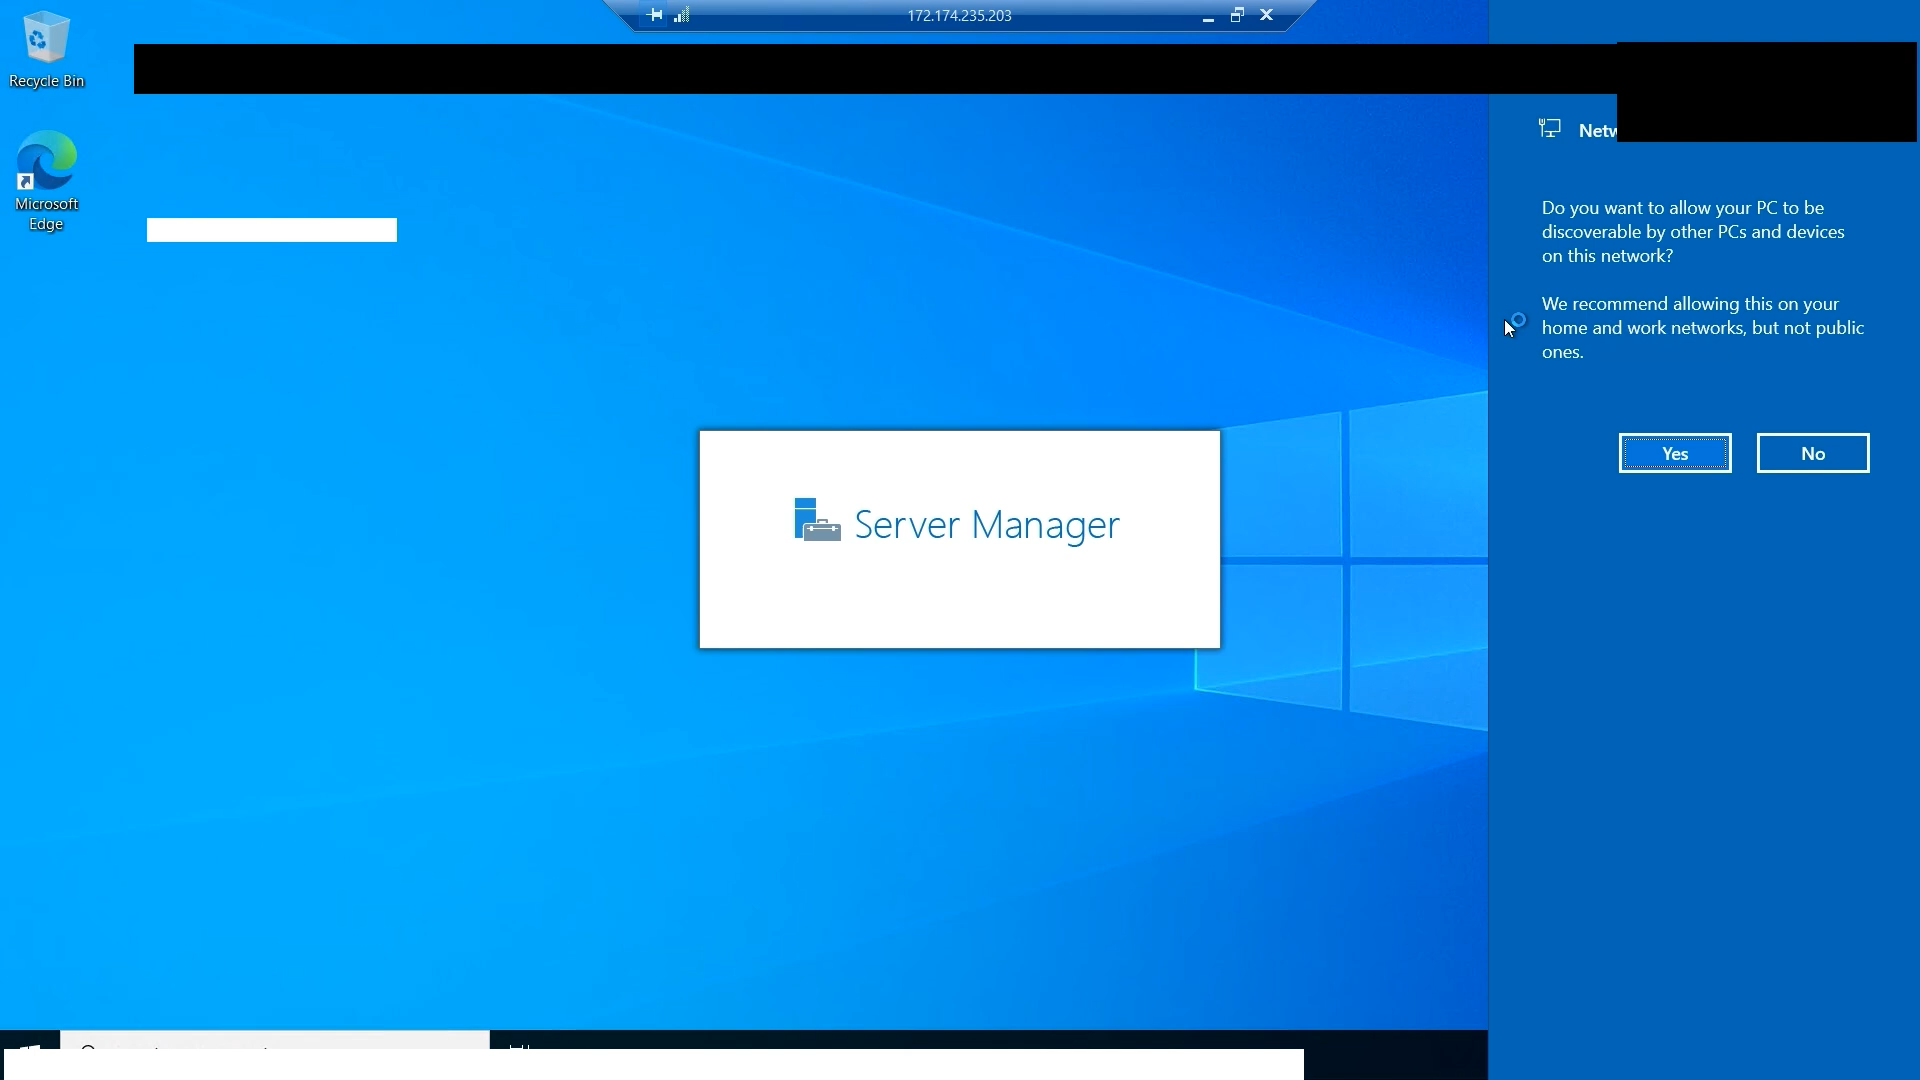 172.174.235.203
Recycle Bin
Microsoft
Edge
Do you want to allow your PC to be
discoverable by other PCs and devices
on this network?
We recommend allowing this on your
home and work networks, but not public
ones.
Yes
No
Server Manager